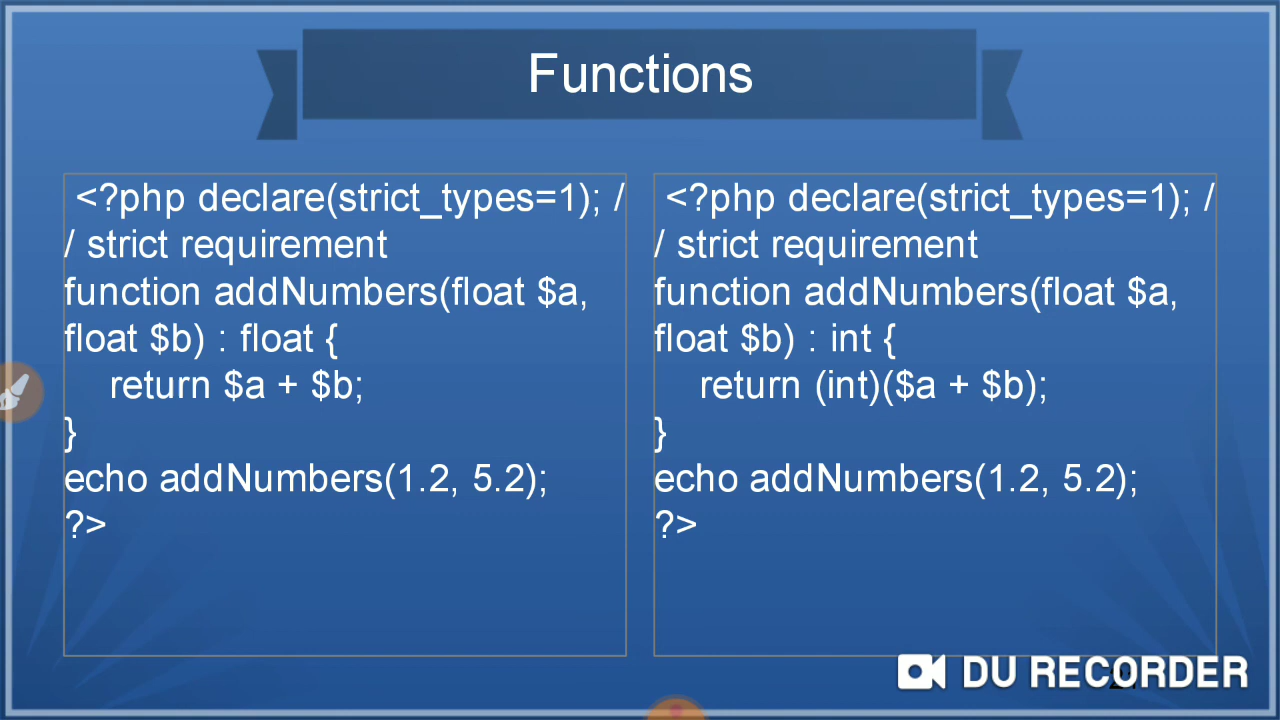 Functions
<?php declare(strict_types=1); /
/ strict requirement
function addNumbers(float $a,
float $b) : float {
    return $a + $b;
}
echo addNumbers(1.2, 5.2);
?>
<?php declare(strict_types=1); /
/ strict requirement
function addNumbers(float $a,
float $b) : int {
    return (int)($a + $b);
}
echo addNumbers(1.2, 5.2);
?>
DU RECORDER